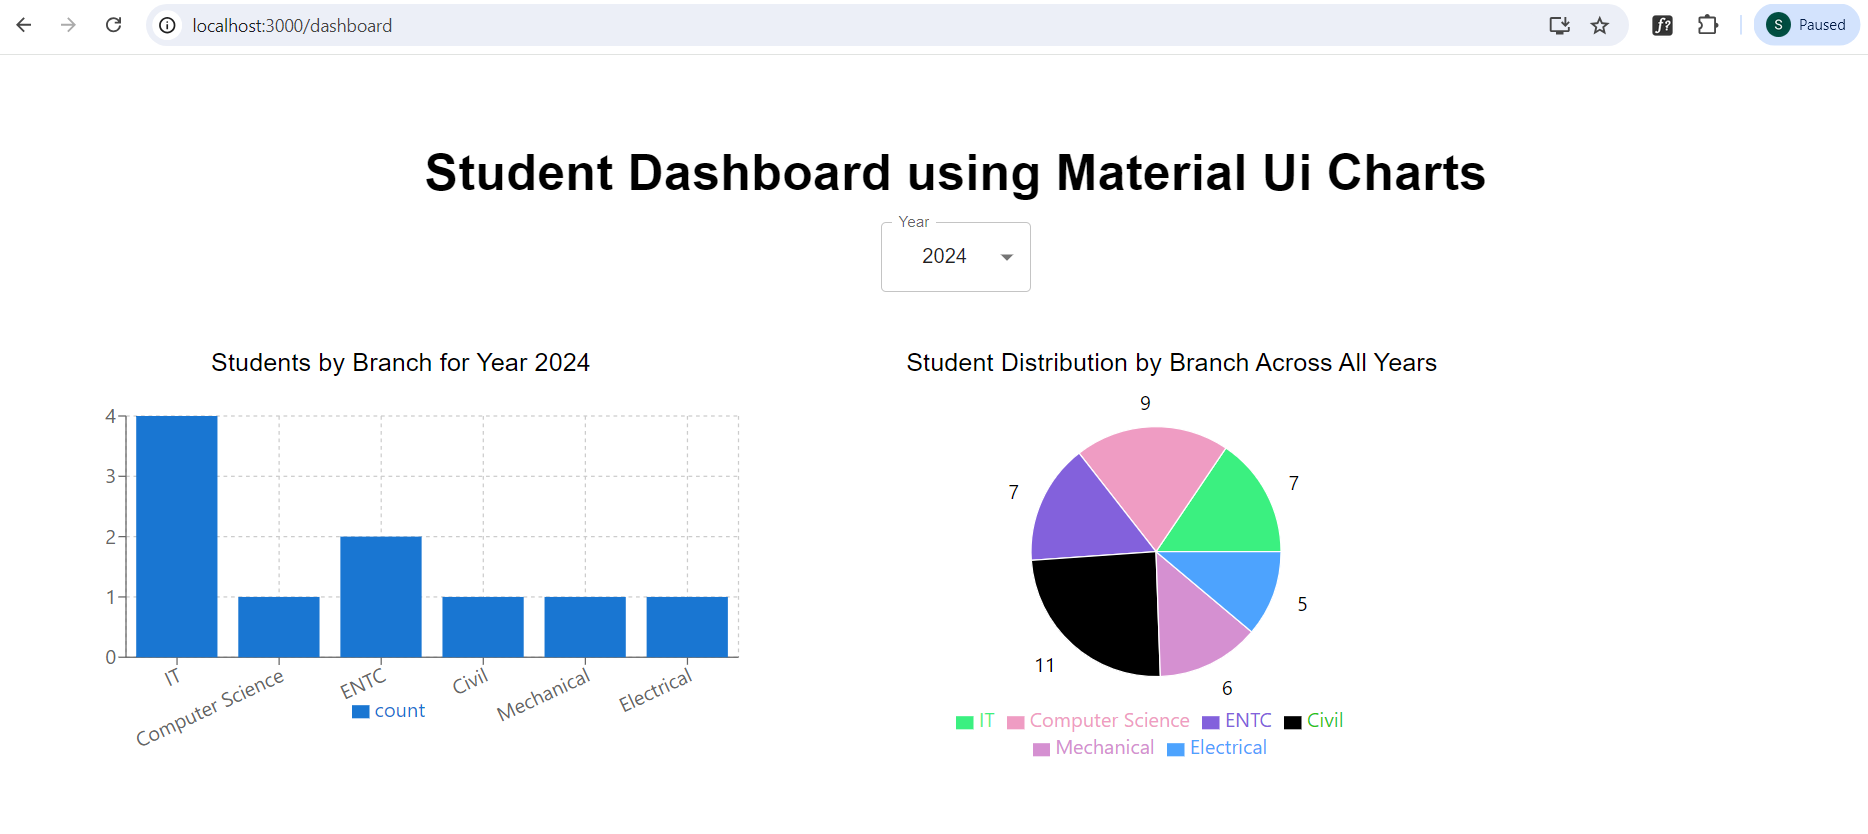 localhost:3000/dashboard
S Paused
Student Dashboard using Material Ui Charts
Year
2024
Students by Branch for Year 2024
4
3
2
1
0
IT
Computer Science
ENTC
Civil
Mechanical
Electrical
count
Student Distribution by Branch Across All Years
9
7
7
5
11
6
IT Computer Science ENTC Civil
Mechanical Electrical